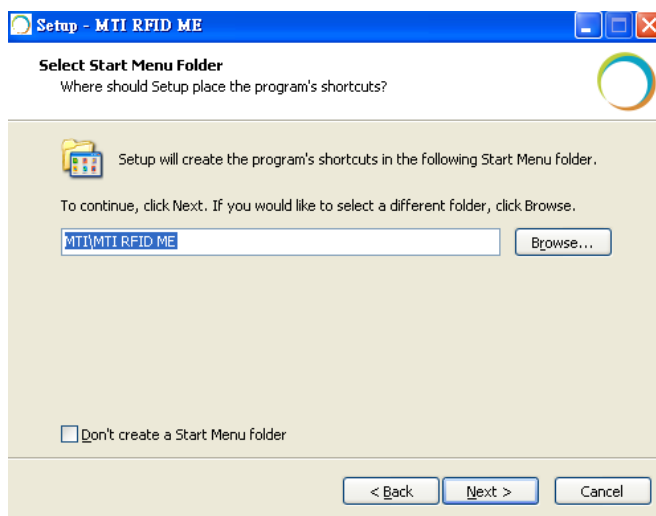 Setup - MTI RFID ME
Select Start Menu Folder
Where should Setup place the program's shortcuts?
Setup will create the program's shortcuts in the following Start Menu folder.
To continue, click Next. If you would like to select a different folder, click Browse.
MTI\MTI RFID ME
Browse...
Don't create a Start Menu folder
< Back
Next >
Cancel